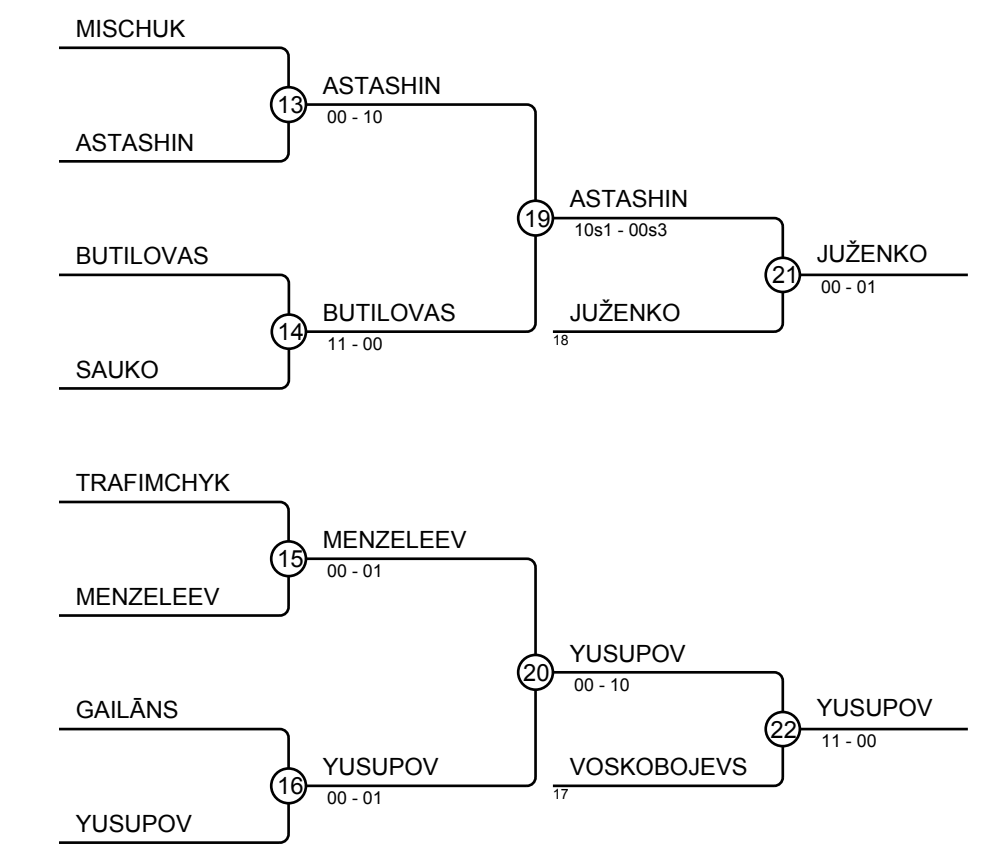 MISCHUK
13
ASTASHIN
00 - 10
ASTASHIN
19
ASTASHIN
10s1 - 00s3
BUTILOVAS
21
JUŽENKO
00 - 01
14
BUTILOVAS
11 - 00
JUŽENKO
18
SAUKO
TRAFIMCHYK
15
MENZELEEV
00 - 01
MENZELEEV
20
YUSUPOV
00 - 10
GAILĀNS
22
YUSUPOV
11 - 00
16
YUSUPOV
00 - 01
VOSKOBOJEVS
17
YUSUPOV